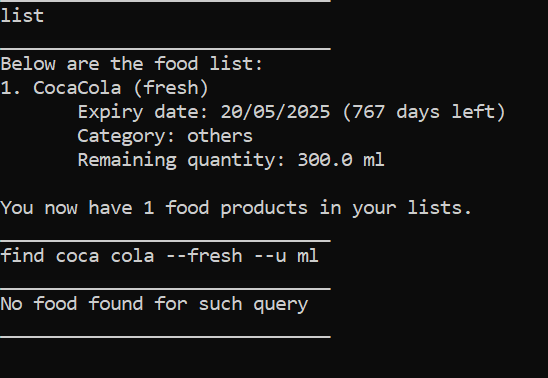 list
Below are the food list:
1. CocaCola (fresh)
Expiry date: 20/05/2025 (767 days left)
Category: others
Remaining quantity: 300.0 ml
You now have 1 food products in your lists.
find coca cola --fresh --u ml
No food found for such query